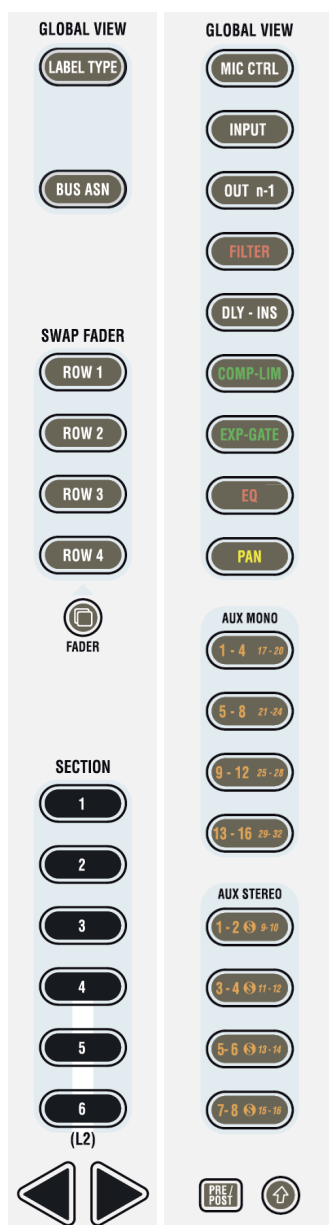 GLOBAL VIEW
LABEL TYPE
BUS ASN
SWAP FADER
ROW 1
ROW 2
ROW 3
ROW 4
FADER
SECTION
1
2
3
4
5
6
(L2)
GLOBAL VIEW
MIC CTRL
INPUT
OUT n-1
FILTER
DLY - INS
COMP-LIM
EXP-GATE
EQ
PAN
AUX MONO
1 - 4 17 - 20
5 - 8 21 -24
9 - 12 25 - 28
13 - 16 29- 32
AUX STEREO
1 - 2 S 9- 10
3 - 4 S 11 - 12
5- 6 S 13 - 14
7- 8 S 15 - 16
PRE/
POST